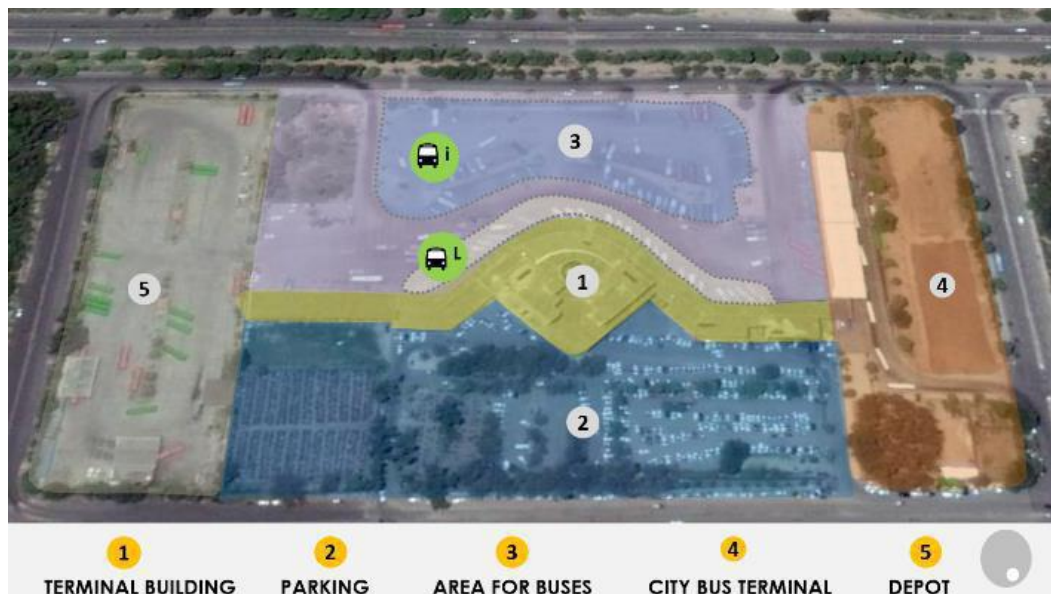 3
i
L
1
5
4
2
1 2 3 4 5
TERMINAL BUILDING PARKING AREA FOR BUSES CITY BUS TERMINAL DEPOT